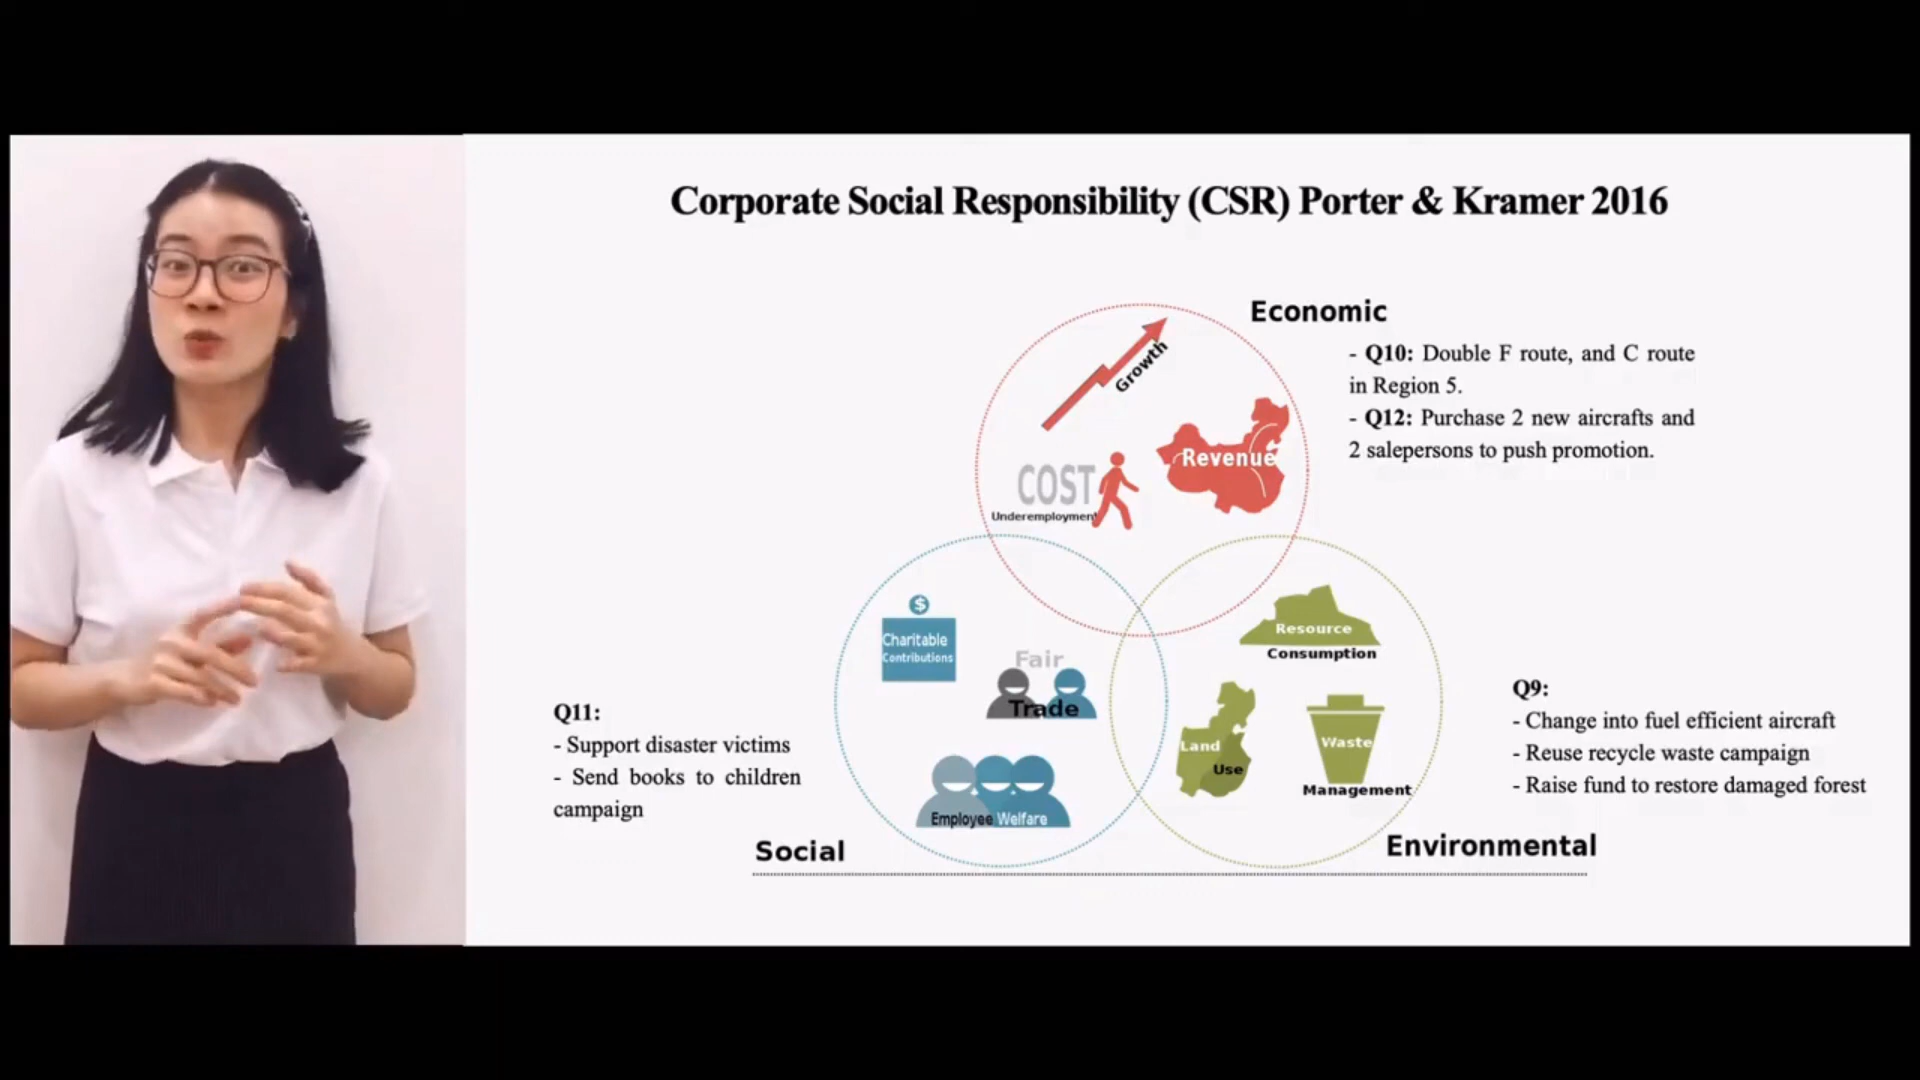 Corporate Social Responsibility (CSR) Porter & Kramer 2016
Economic
- Q10: Double F route, and C route
in Region 5.
- Q12: Purchase 2 new aircrafts and
2 salepersons to push promotion.
Growth
Revenue
COST
Underemployment
$
Charitable
Contributions
Fair
Trade
Employee Welfare
Resource
Consumption
Land
Use
Waste
Management
Q11:
- Support disaster victims
- Send books to children
campaign
Social
Q9:
- Change into fuel efficient aircraft
- Reuse recycle waste campaign
- Raise fund to restore damaged forest
Environmental